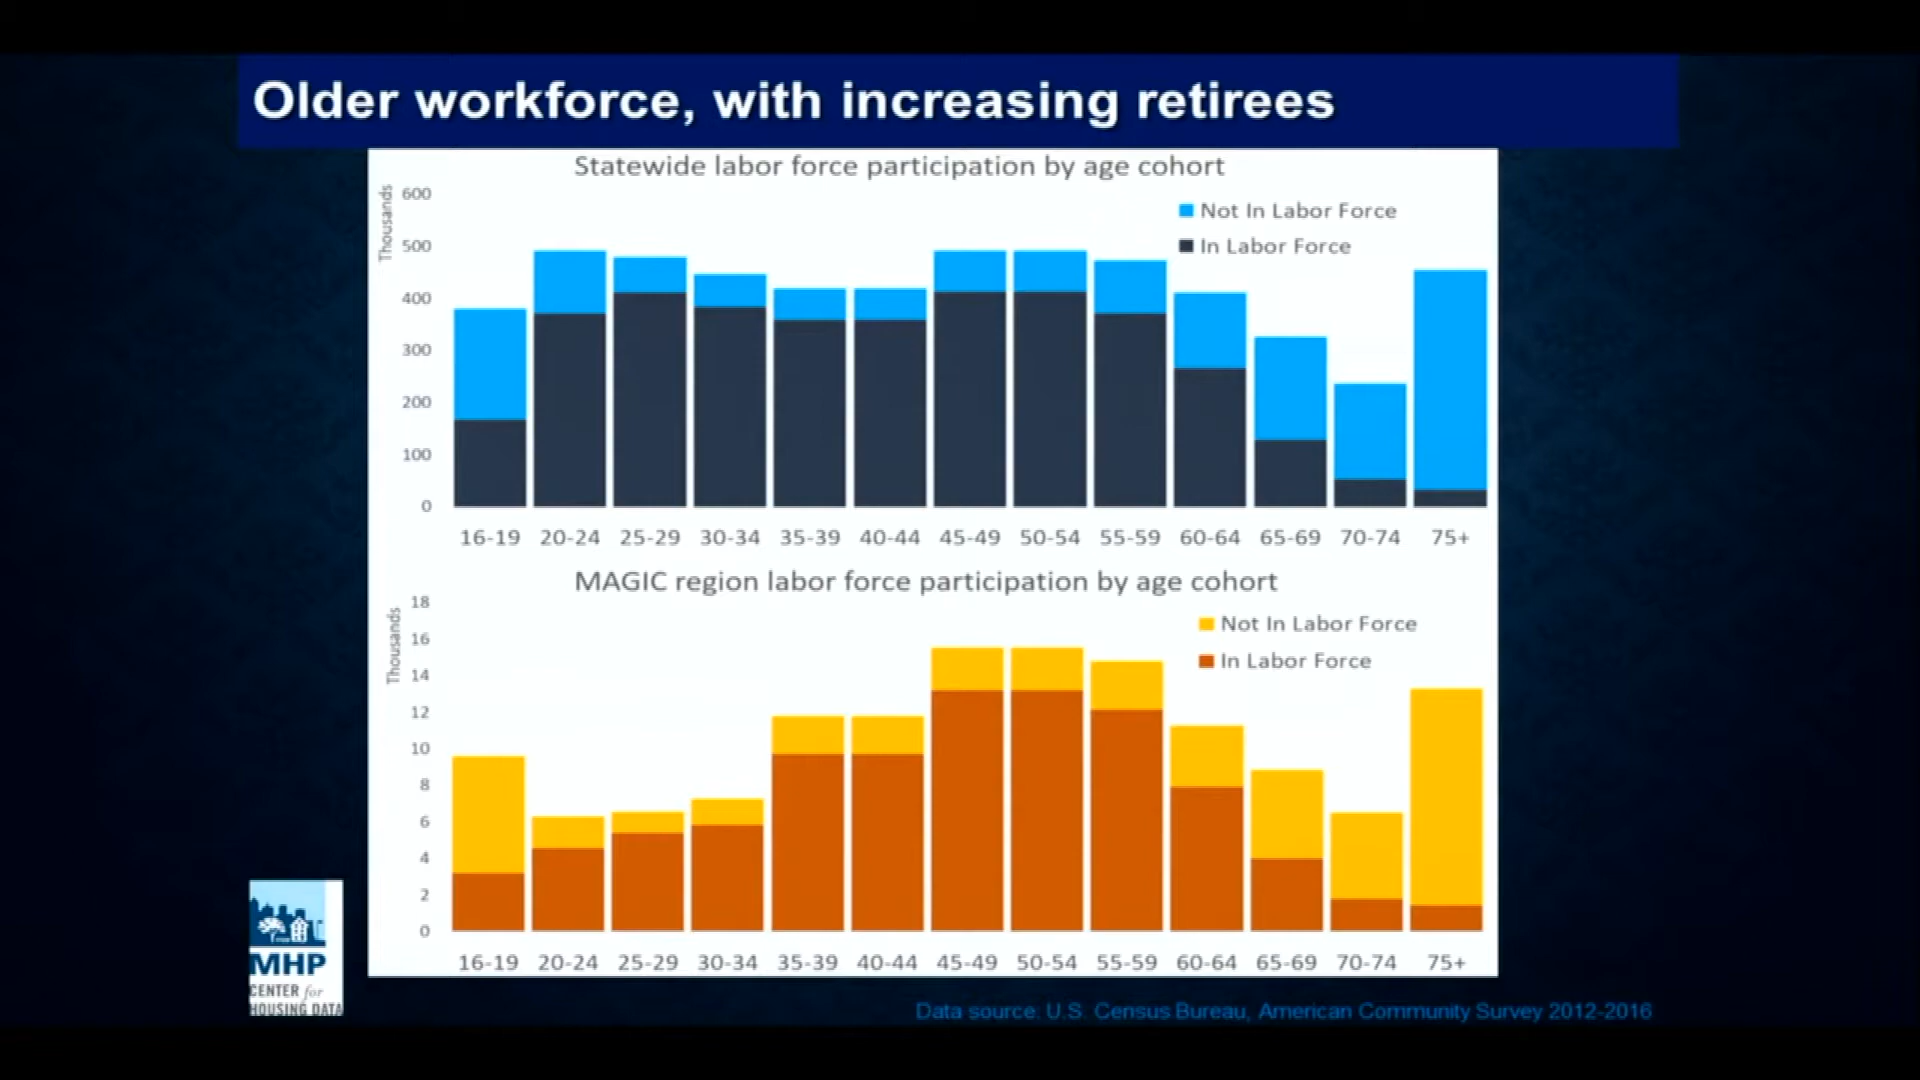 Older workforce, with increasing retirees
Statewide labor force participation by age cohort
Thousands
600
500
400
300
200
100
0
Not In Labor Force
In Labor Force
16-19 20-24 25-29 30-34 35-39 40-44 45-49 50-54 55-59 60-64 65-69 70-74 75+
MAGIC region labor force participation by age cohort
Thousands
18
16
14
12
10
8
6
4
2
0
Not In Labor Force
In Labor Force
16-19 20-24 25-29 30-34 35-39 40-44 45-49 50-54 55-59 60-64 65-69 70-74 75+
MHP
CENTER for
HOUSING DATA
Data source: U.S. Census Bureau, American Community Survey 2012-2016